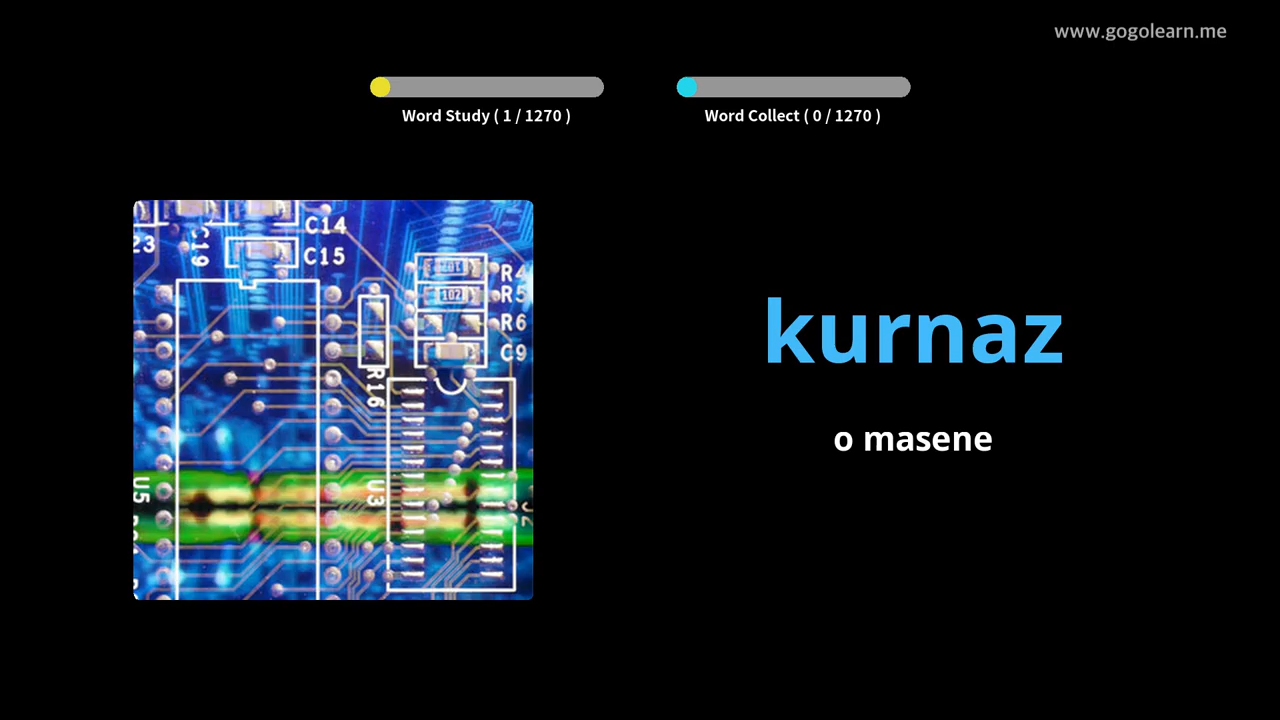 www.gogolearn.me
Word Study ( 1 / 1270 )
Word Collect ( 0 / 1270 )
C14
23
C19
C15
R4
102
R5
R6
C9
R16
U5
U3
kurnaz
o masene